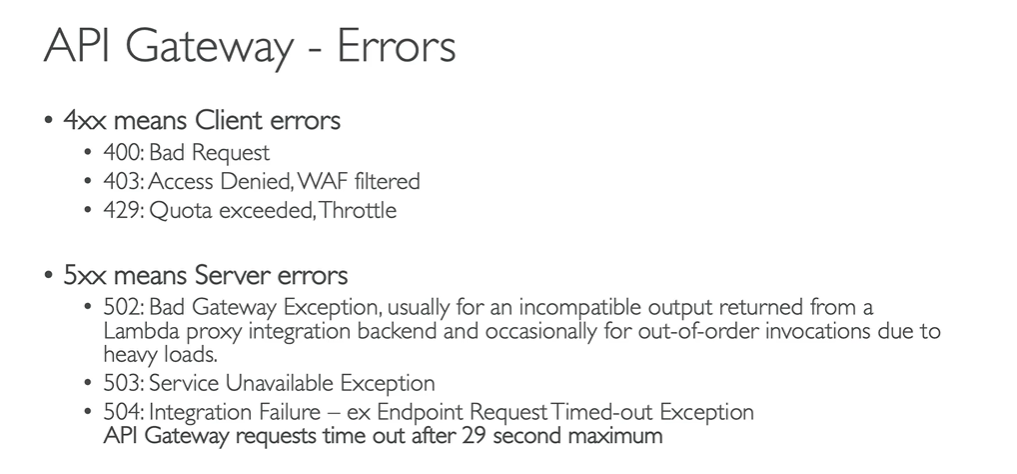 API Gateway - Errors
• 4xx means Client errors
• 400: Bad Request
• 403: Access Denied, WAF filtered
• 429: Quota exceeded, Throttle
• 5xx means Server errors
• 502: Bad Gateway Exception, usually for an incompatible output returned from a
Lambda proxy integration backend and occasionally for out-of-order invocations due to
heavy loads.
• 503: Service Unavailable Exception
• 504: Integration Failure – ex Endpoint Request Timed-out Exception
API Gateway requests time out after 29 second maximum